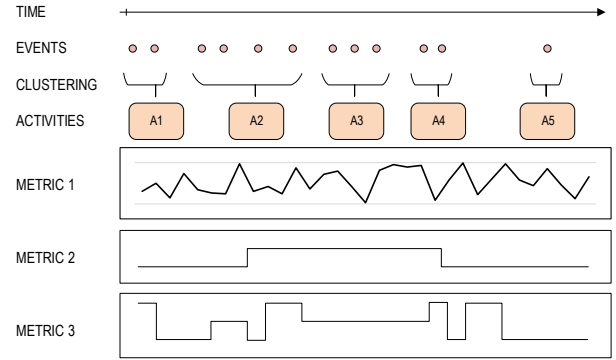 TIME
EVENTS
CLUSTERING
ACTIVITIES
A1 A2 A3 A4 A5
METRIC 1
METRIC 2
METRIC 3